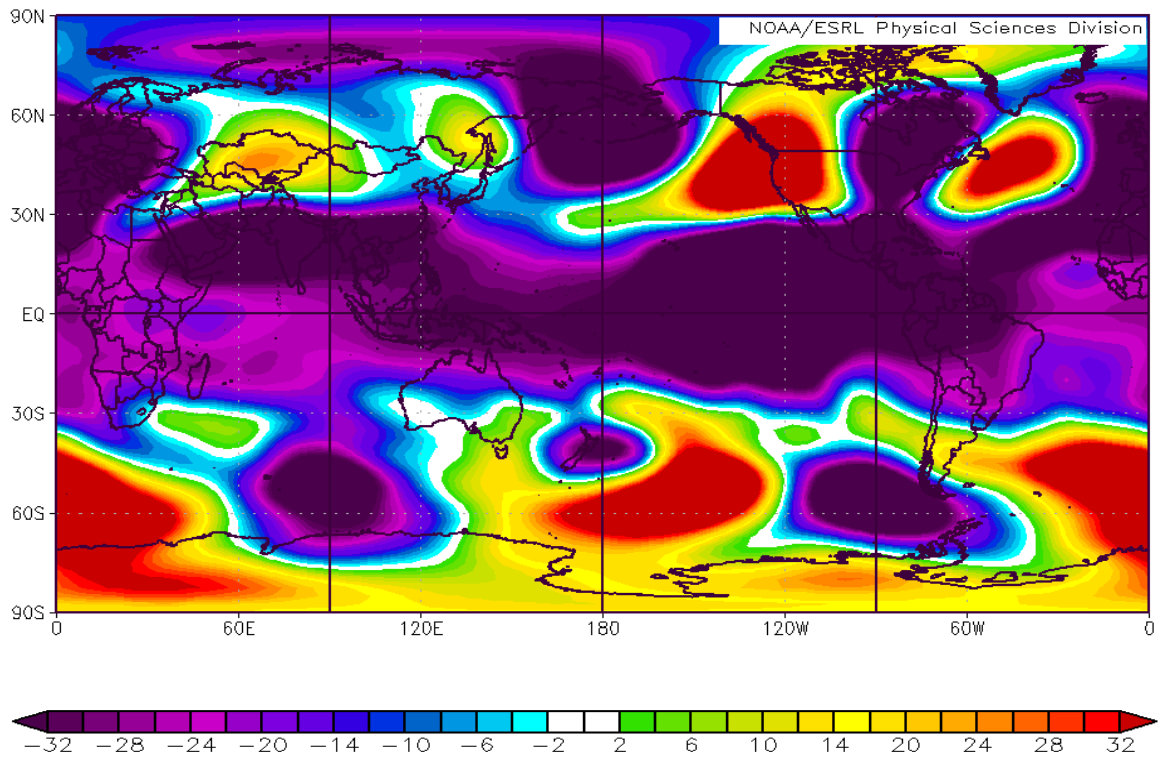 90N
NOAA/ESRL Physical Sciences Division
60N
30N
EQ
30S
60S
90S
0 60E 120E 180 120W 60W 0
−32 −28 −24 −20 −14 −10 −6 −2 2 6 10 14 20 24 28 32